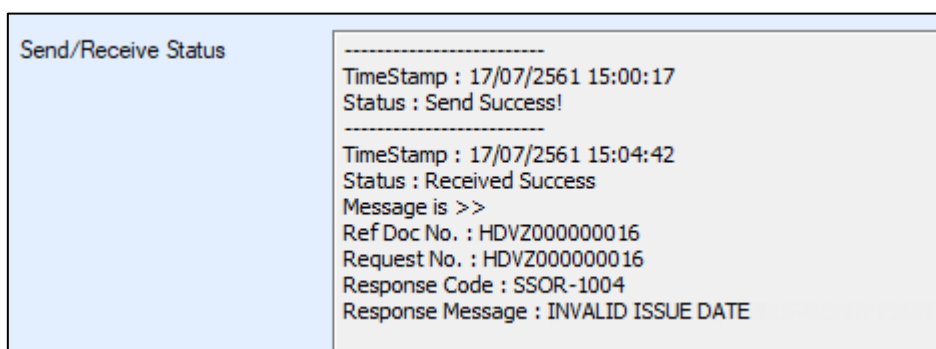 Send/Receive Status
-------------------------
TimeStamp : 17/07/2561 15:00:17
Status : Send Success!
-------------------------
TimeStamp : 17/07/2561 15:04:42
Status : Received Success
Message is >>
Ref Doc No. : HDVZ000000016
Request No. : HDVZ000000016
Response Code : SSOR-1004
Response Message : INVALID ISSUE DATE